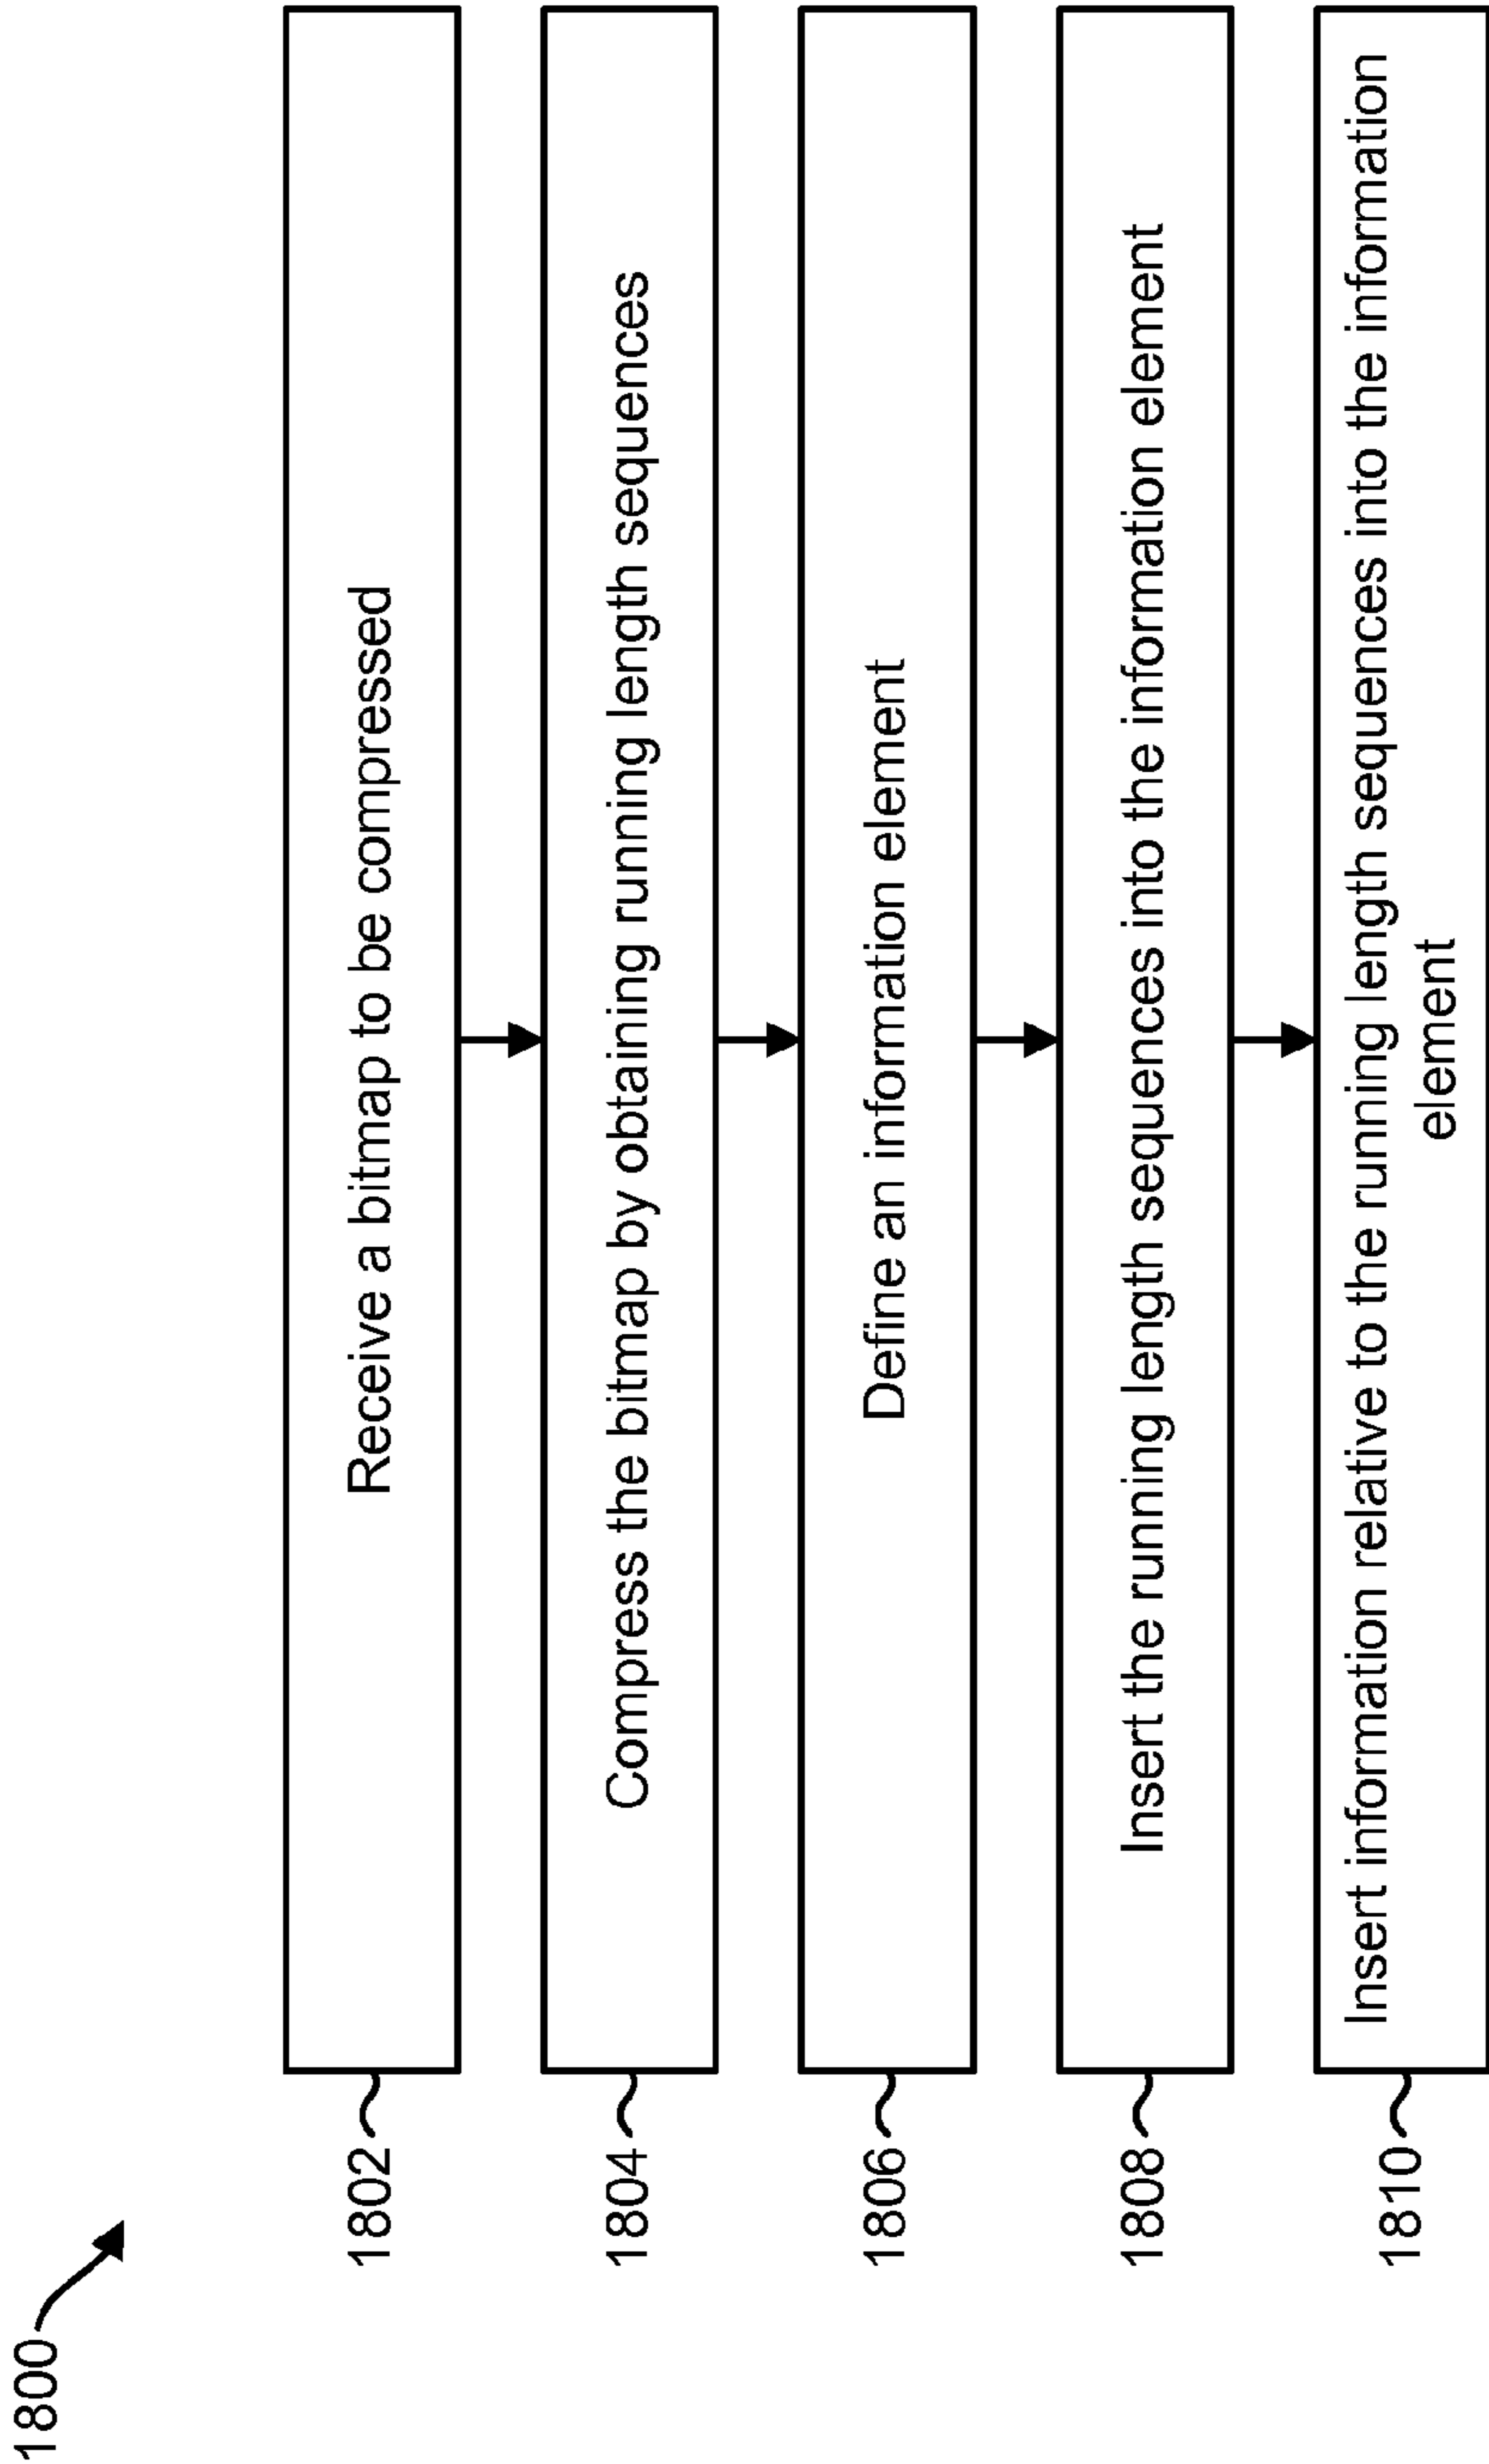 1800
1802
Receive a bitmap to be compressed
1804
Compress the bitmap by obtaining running length sequences
1806
Define an information element
1808
Insert the running length sequences into the information element
1810
Insert information relative to the running length sequences into the information
element